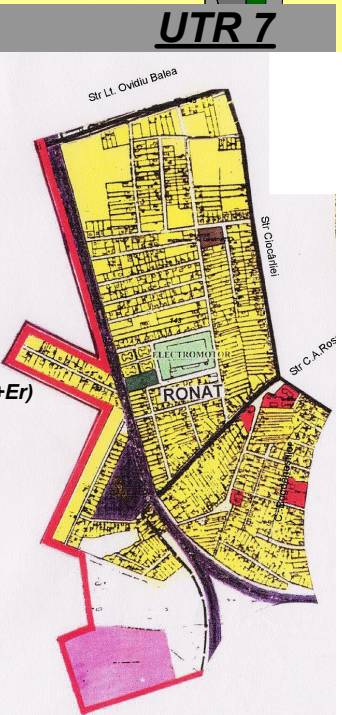 UTR 7
Str Lt. Ovidiu Balea
Str Ciocârliei
ELECTROMOTOR
Str C.A.Ros
+Er)
RONAT